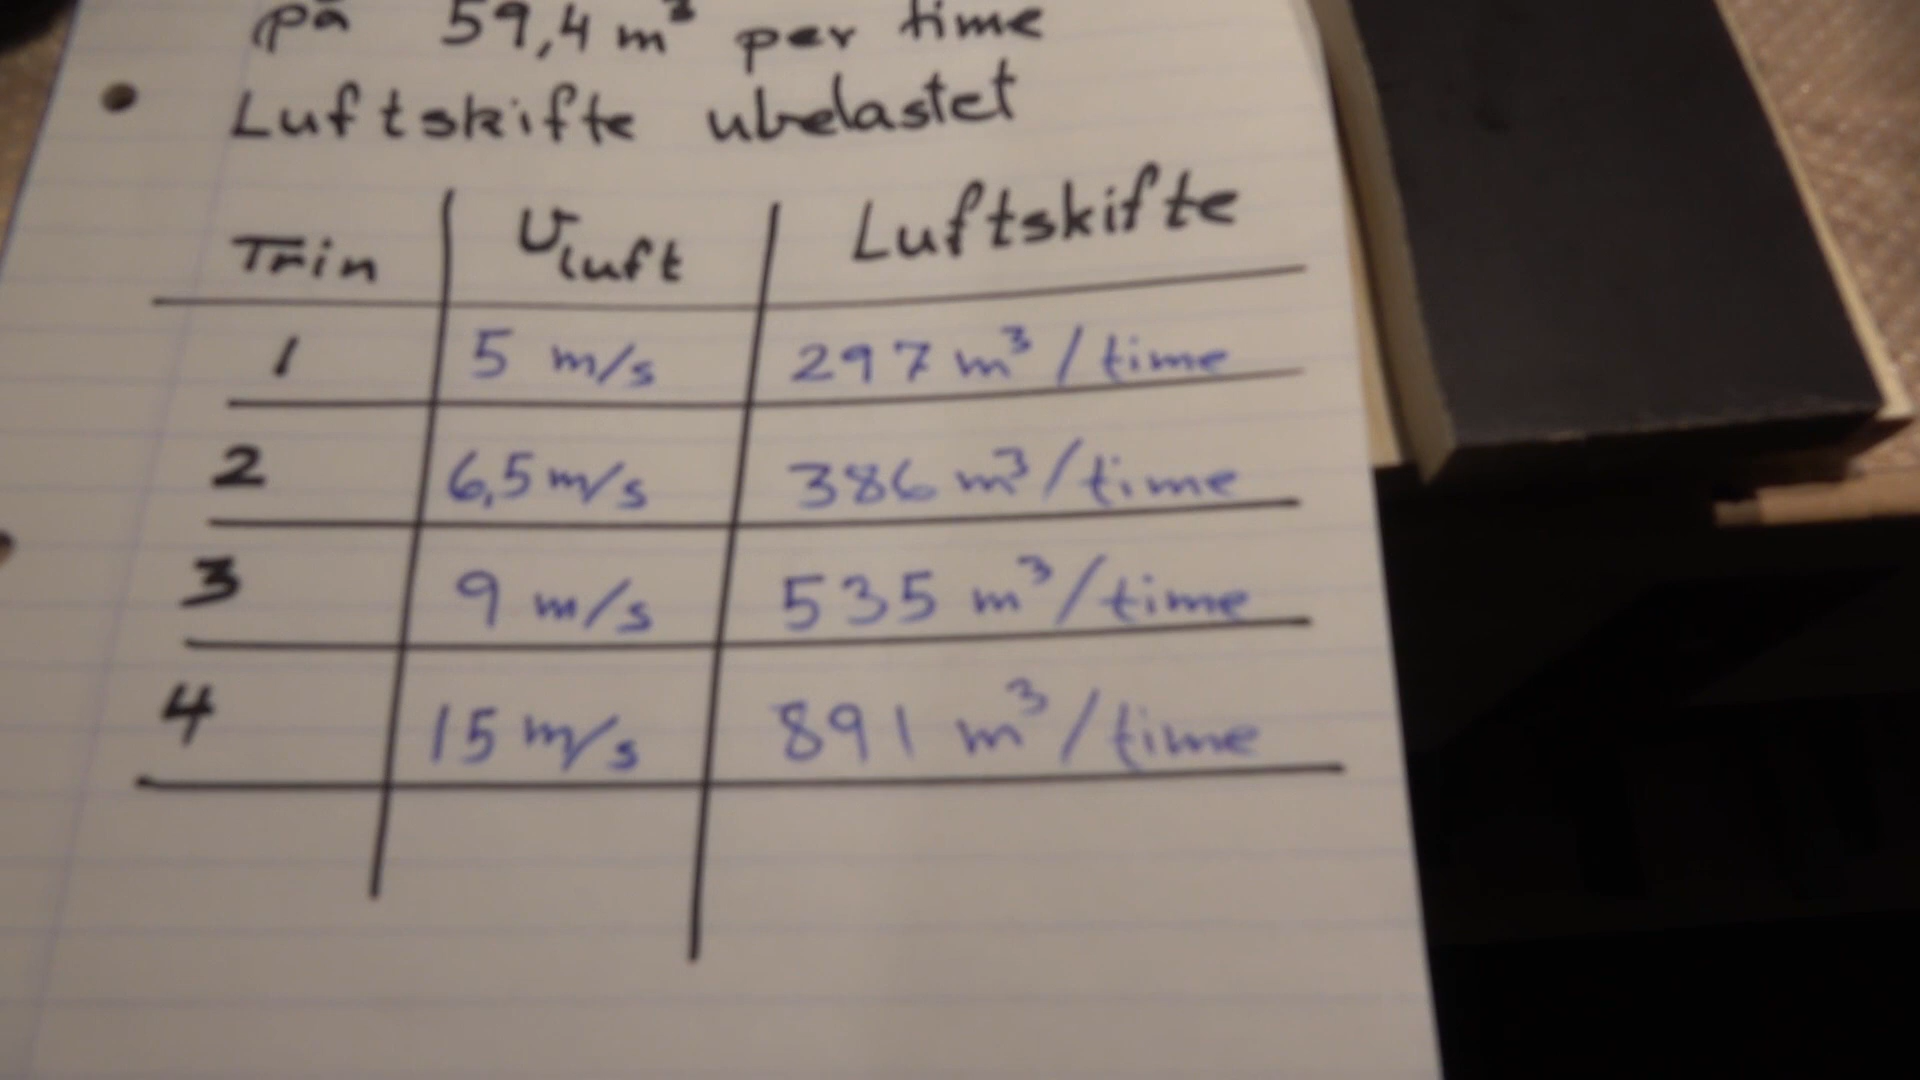 på 59,4 m³ per time
Luftskifte ubelastet
Trin | v luft | Luftskifte
1 | 5 m/s | 297 m³/time
2 | 6,5 m/s | 386 m³/time
3 | 9 m/s | 535 m³/time
4 | 15 m/s | 891 m³/time